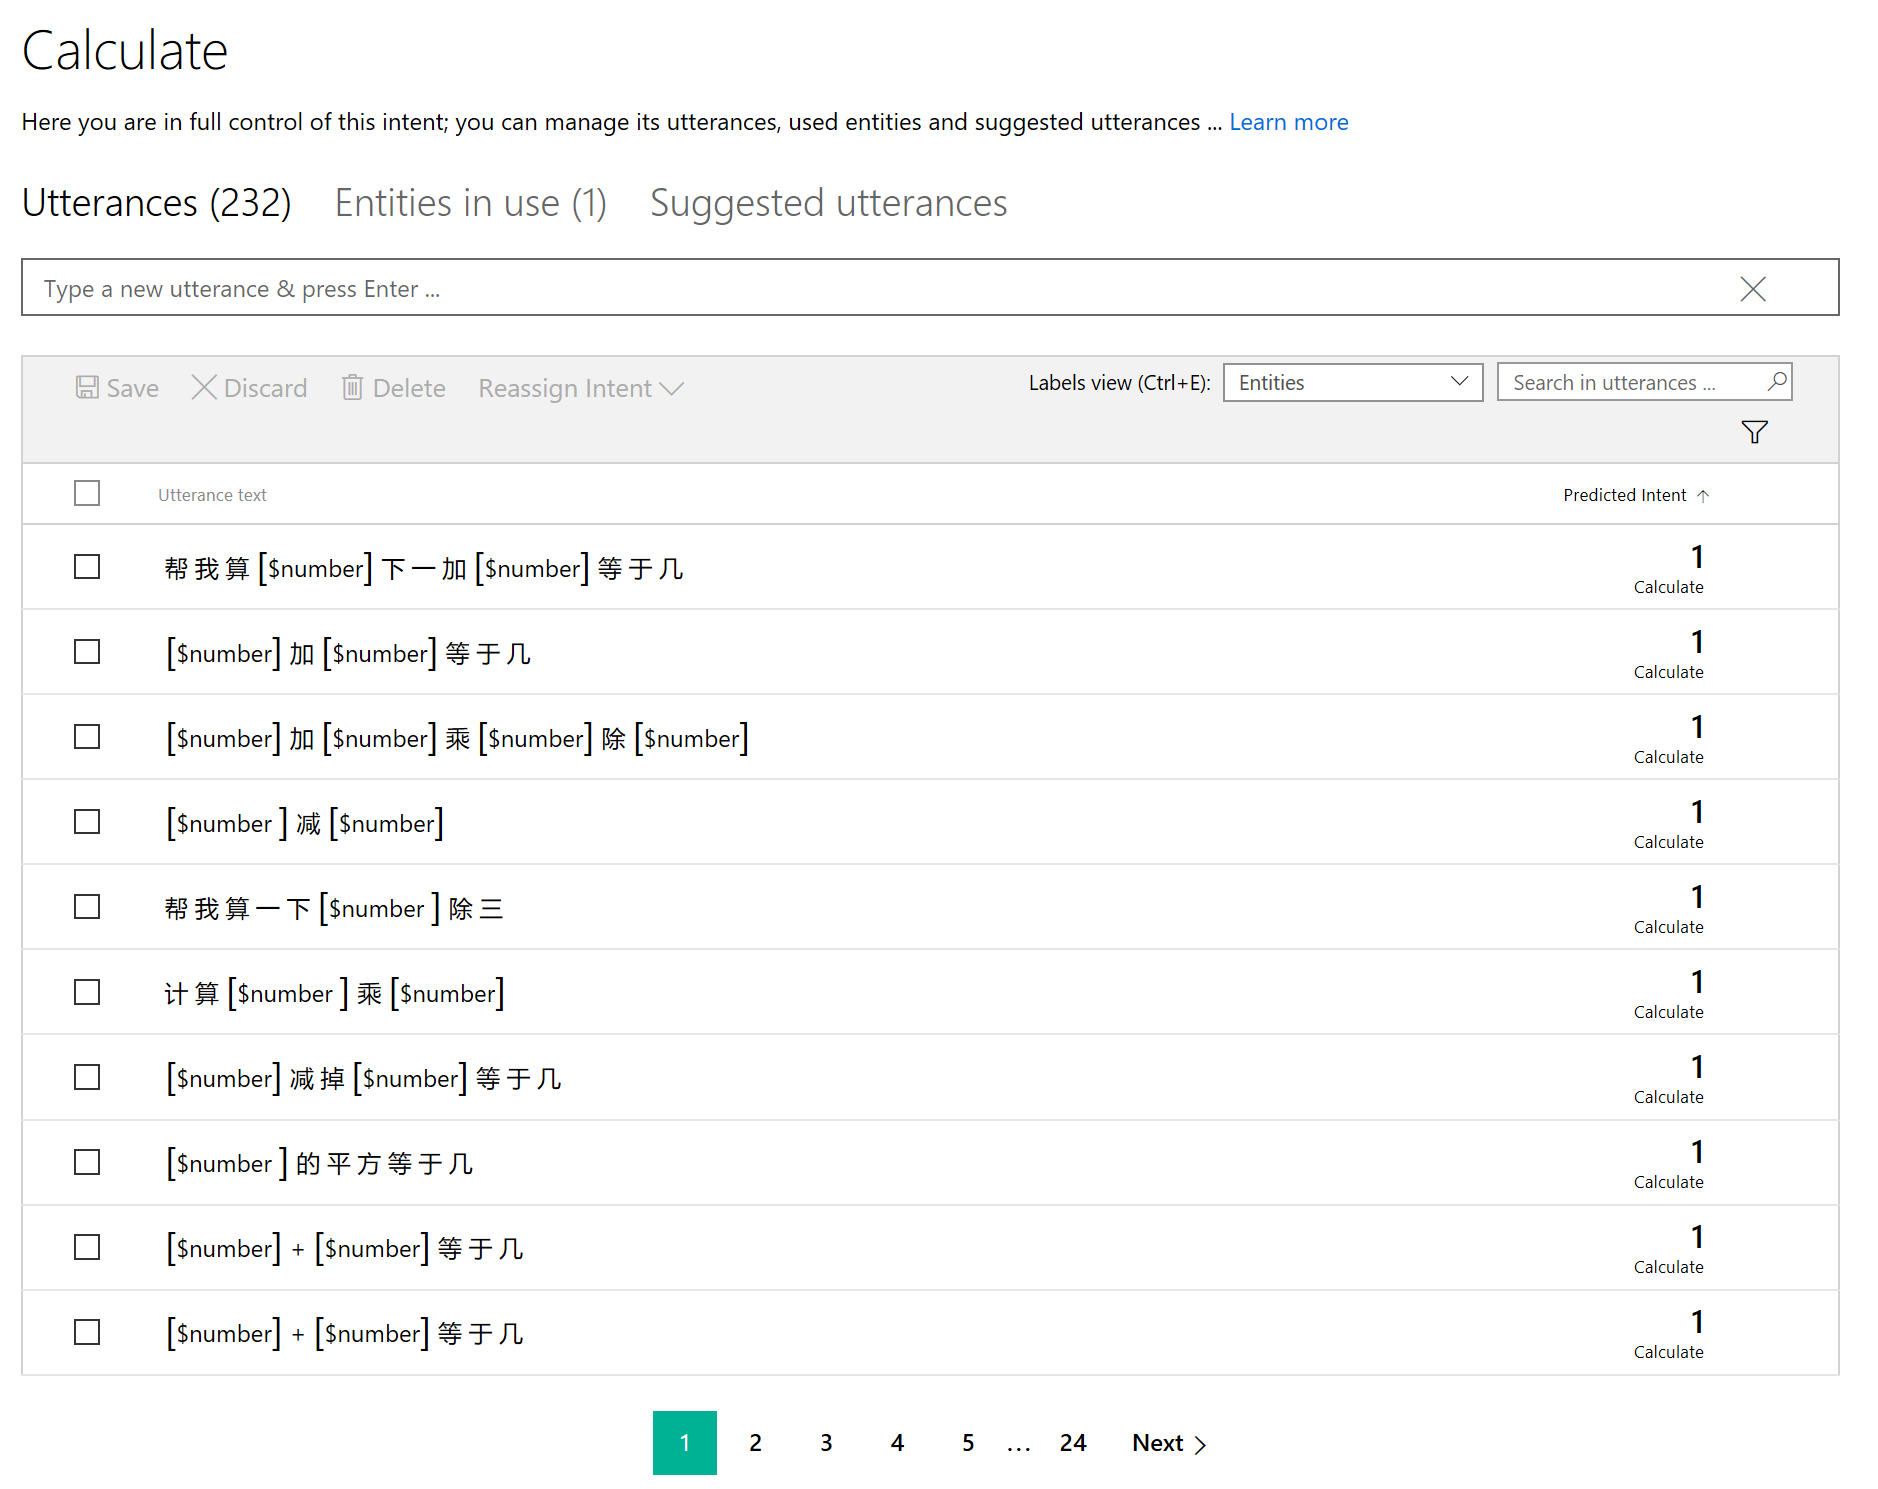 Calculate
Here you are in full control of this intent; you can manage its utterances, used entities and suggested utterances ... Learn more
Utterances (232) Entities in use (1) Suggested utterances
Type a new utterance & press Enter ...
Save Discard Delete Reassign Intent Labels view (Ctrl+E): Entities Search in utterances ...
Utterance text Predicted Intent ↑
帮我算 [$number] 下一加 [$number] 等于几 1
Calculate
[$number] 加 [$number] 等于几 1
Calculate
[$number] 加 [$number] 乘 [$number] 除 [$number] 1
Calculate
[$number ] 减 [$number] 1
Calculate
帮我算一下 [$number ] 除三 1
Calculate
计算 [$number ] 乘 [$number] 1
Calculate
[$number] 减掉 [$number] 等于几 1
Calculate
[$number ] 的平方等于几 1
Calculate
[$number] + [$number] 等于几 1
Calculate
[$number] + [$number] 等于几 1
Calculate
1 2 3 4 5 ... 24 Next >